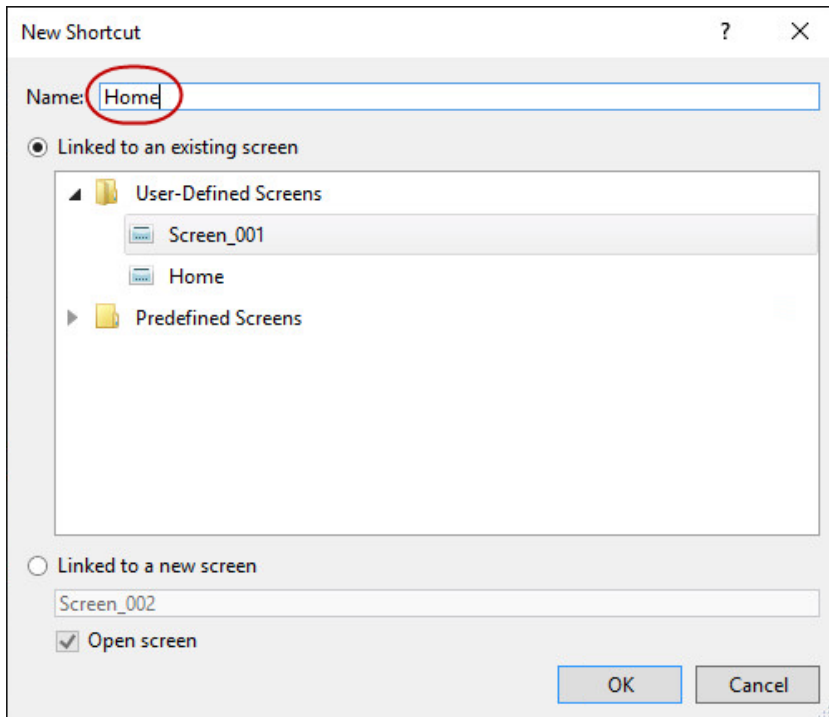 New Shortcut
Name: Home
Linked to an existing screen
User-Defined Screens
Screen_001
Home
Predefined Screens
Linked to a new screen
Screen_002
Open screen
OK Cancel